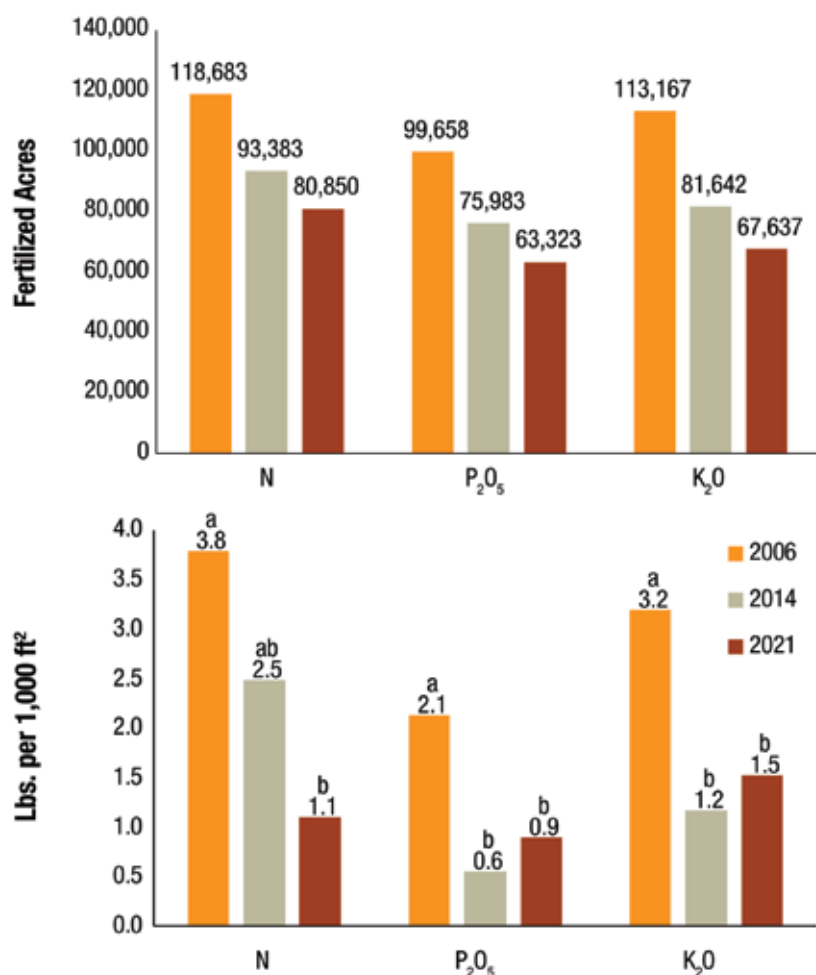 Fertilized Acres
140,000
120,000
100,000
80,000
60,000
40,000
20,000
0
118,683
93,383
80,850
99,658
75,983
63,323
113,167
81,642
67,637
N
P₂O₅
K₂O
Lbs. per 1,000 ft²
4.0
3.5
3.0
2.5
2.0
1.5
1.0
0.5
0.0
a
3.8
ab
2.5
b
1.1
a
2.1
b
0.6
b
0.9
a
3.2
b
1.2
b
1.5
2006
2014
2021
N
P₂O₅
K₂O